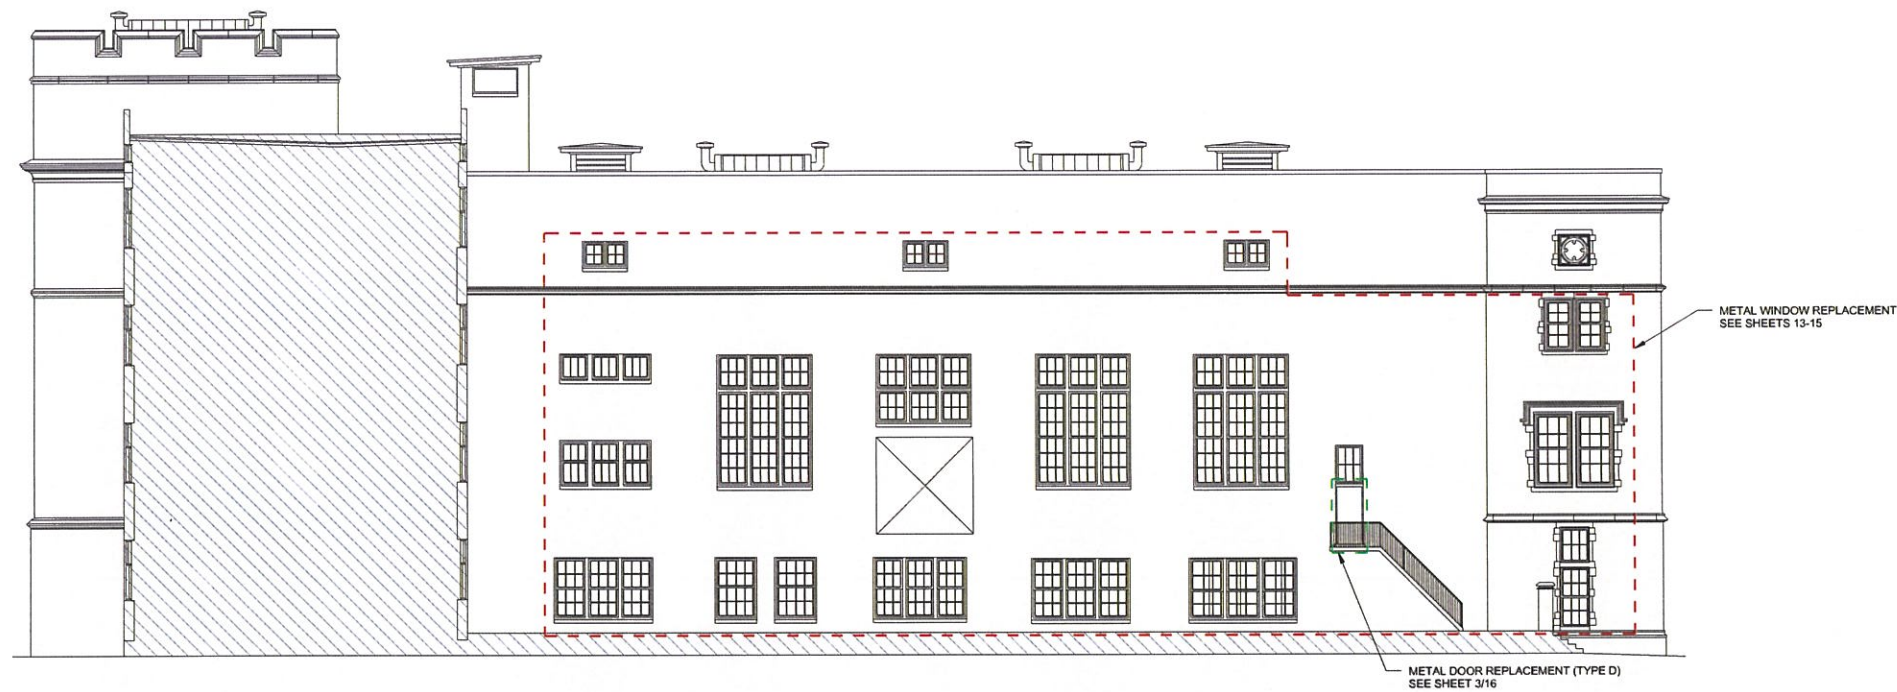 METAL WINDOW REPLACEMENT
SEE SHEETS 13-15
METAL DOOR REPLACEMENT (TYPE D)
SEE SHEET 3/16